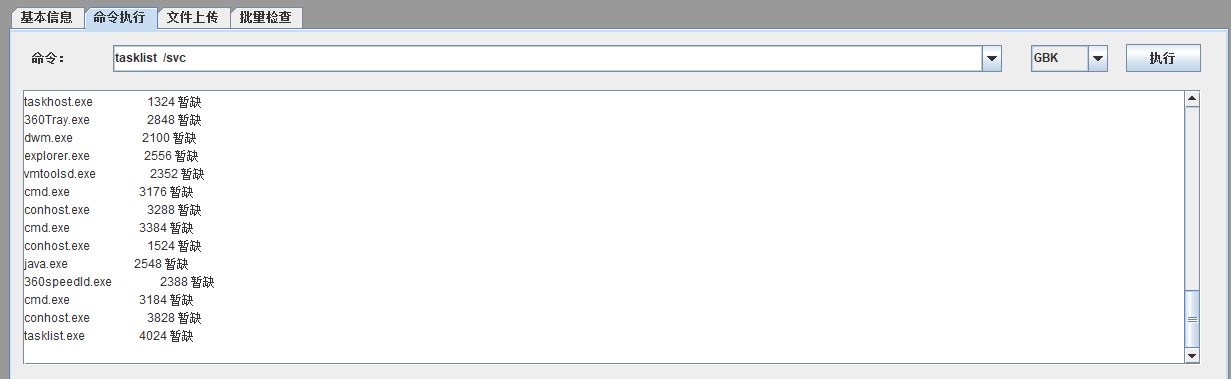 基本信息 命令执行 文件上传 批量检查
命令： tasklist /svc GBK 执行
taskhost.exe 1324 暂缺
360Tray.exe 2848 暂缺
dwm.exe 2100 暂缺
explorer.exe 2556 暂缺
vmtoolsd.exe 2352 暂缺
cmd.exe 3176 暂缺
conhost.exe 3288 暂缺
cmd.exe 3384 暂缺
conhost.exe 1524 暂缺
java.exe 2548 暂缺
360speedld.exe 2388 暂缺
cmd.exe 3184 暂缺
conhost.exe 3828 暂缺
tasklist.exe 4024 暂缺